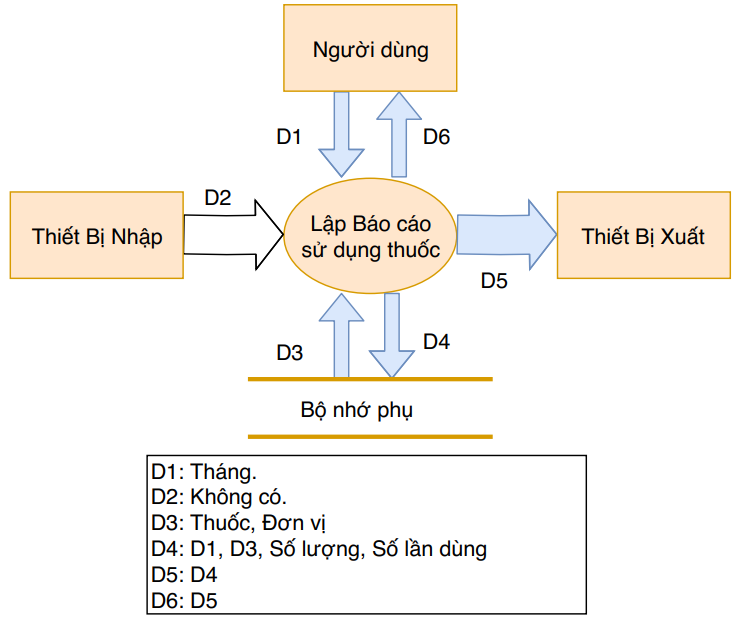 Người dùng
D1
D6
D2
Thiết Bị Nhập
Lập Báo cáo
sử dụng thuốc
Thiết Bị Xuất
D5
D3
D4
Bộ nhớ phụ
D1: Tháng.
D2: Không có.
D3: Thuốc, Đơn vị
D4: D1, D3, Số lượng, Số lần dùng
D5: D4
D6: D5